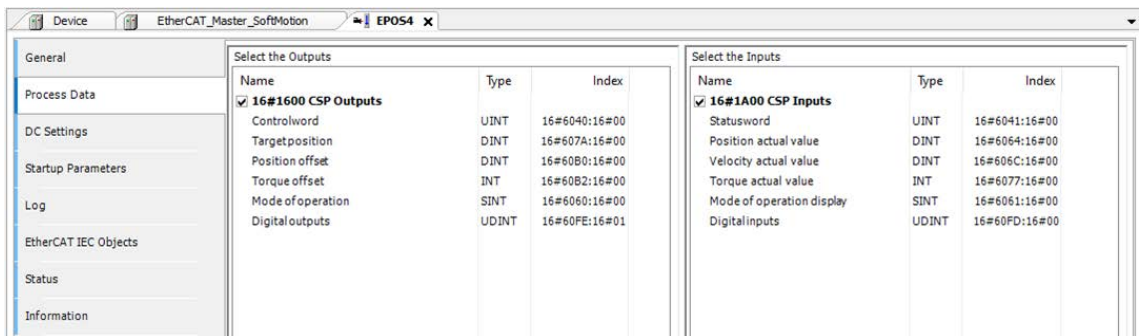 Device EtherCAT_Master_SoftMotion EPOS4 X
General
Process Data
DC Settings
Startup Parameters
Log
EtherCAT IEC Objects
Status
Information
Select the Outputs
Name Type Index
16#1600 CSP Outputs
Controlword UINT 16#6040:16#00
Target position DINT 16#607A:16#00
Position offset DINT 16#60B0:16#00
Torque offset INT 16#60B2:16#00
Mode of operation SINT 16#6060:16#00
Digital outputs UDINT 16#60FE:16#01
Select the Inputs
Name Type Index
16#1A00 CSP Inputs
Statusword UINT 16#6041:16#00
Position actual value DINT 16#6064:16#00
Velocity actual value DINT 16#606C:16#00
Torque actual value INT 16#6077:16#00
Mode of operation display SINT 16#6061:16#00
Digital inputs UDINT 16#60FD:16#00